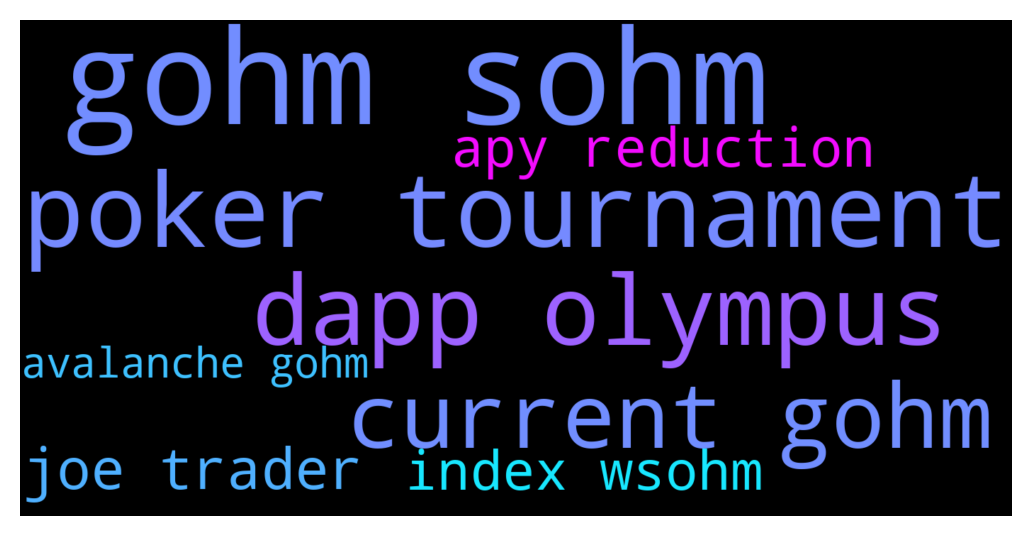 gohm sohm
apy reduction
poker tournament
dapp olympus
avalanche gohm
current gohm
joe trader
index wsohm